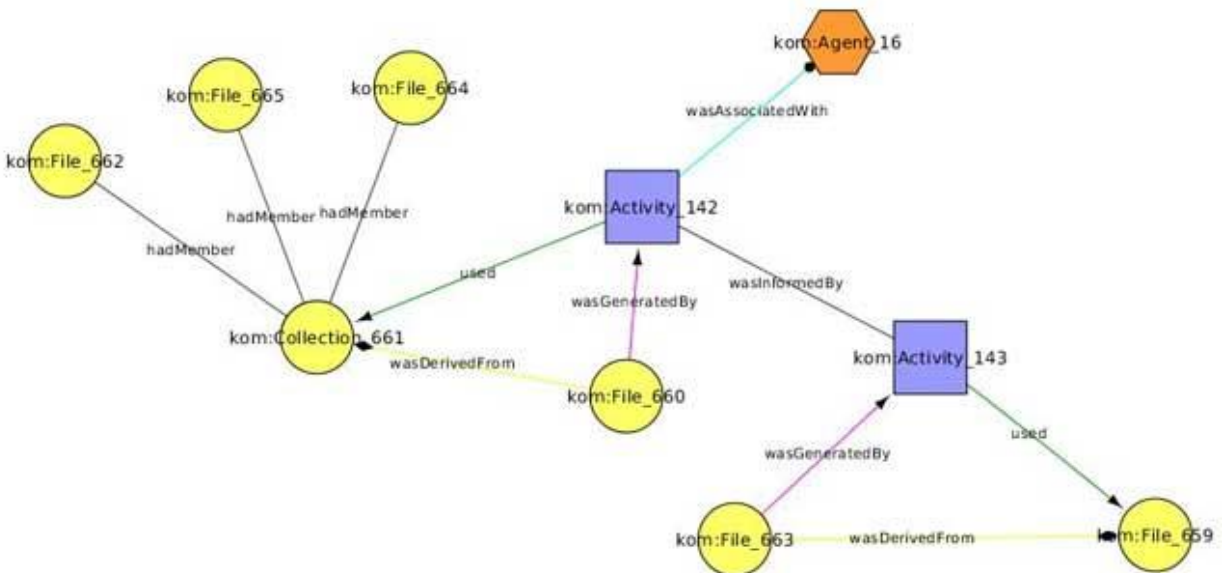 kom:Agent_16
kom:File_665
kom:File_664
wasAssociatedWith
kom:File_662
kom:Activity_142
hadMember
hadMember
hadMember
used
wasInformedBy
wasGeneratedBy
kom:Collection_661
kom:Activity_143
wasDerivedFrom
kom:File_660
used
wasGeneratedBy
kom:File_663
wasDerivedFrom
kom:File_659